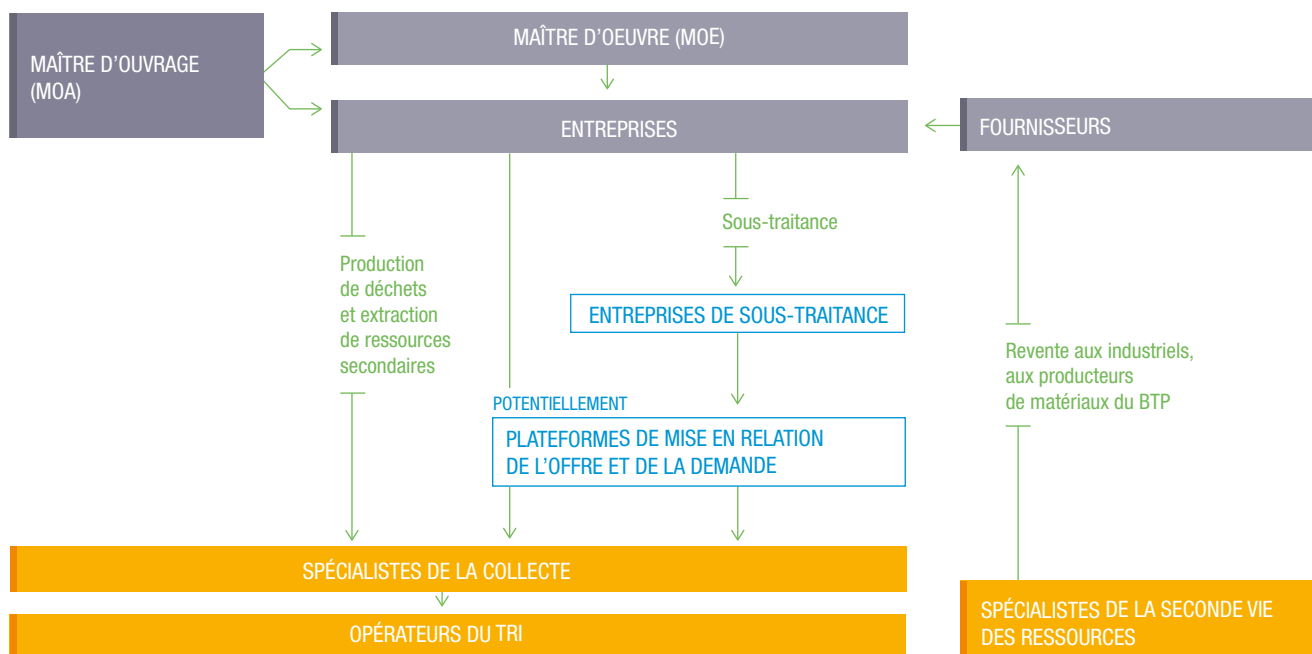 MAÎTRE D'OUVRAGE
(MOA)
MAÎTRE D'OEUVRE (MOE)
ENTREPRISES
FOURNISSEURS
Sous-traitance
Production
de déchets
et extraction
de ressources
secondaires
ENTREPRISES DE SOUS-TRAITANCE
Revente aux industriels,
aux producteurs
de matériaux du BTP
POTENTIELLEMENT
PLATEFORMES DE MISE EN RELATION
DE L'OFFRE ET DE LA DEMANDE
SPÉCIALISTES DE LA COLLECTE
OPÉRATEURS DU TRI
SPÉCIALISTES DE LA SECONDE VIE
DES RESSOURCES